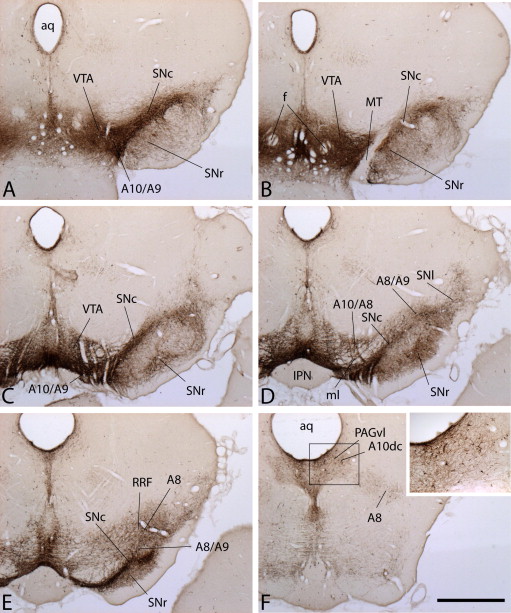 aq
VTA
SNc
SNr
A10/A9
A
f
VTA
MT
SNc
SNr
B
VTA
SNc
A10/A9
SNr
C
A8/A9
SNl
A10/A8
SNc
IPN
ml
SNr
D
RRF
A8
SNc
A8/A9
SNr
E
aq
PAGvl
A10dc
A8
F